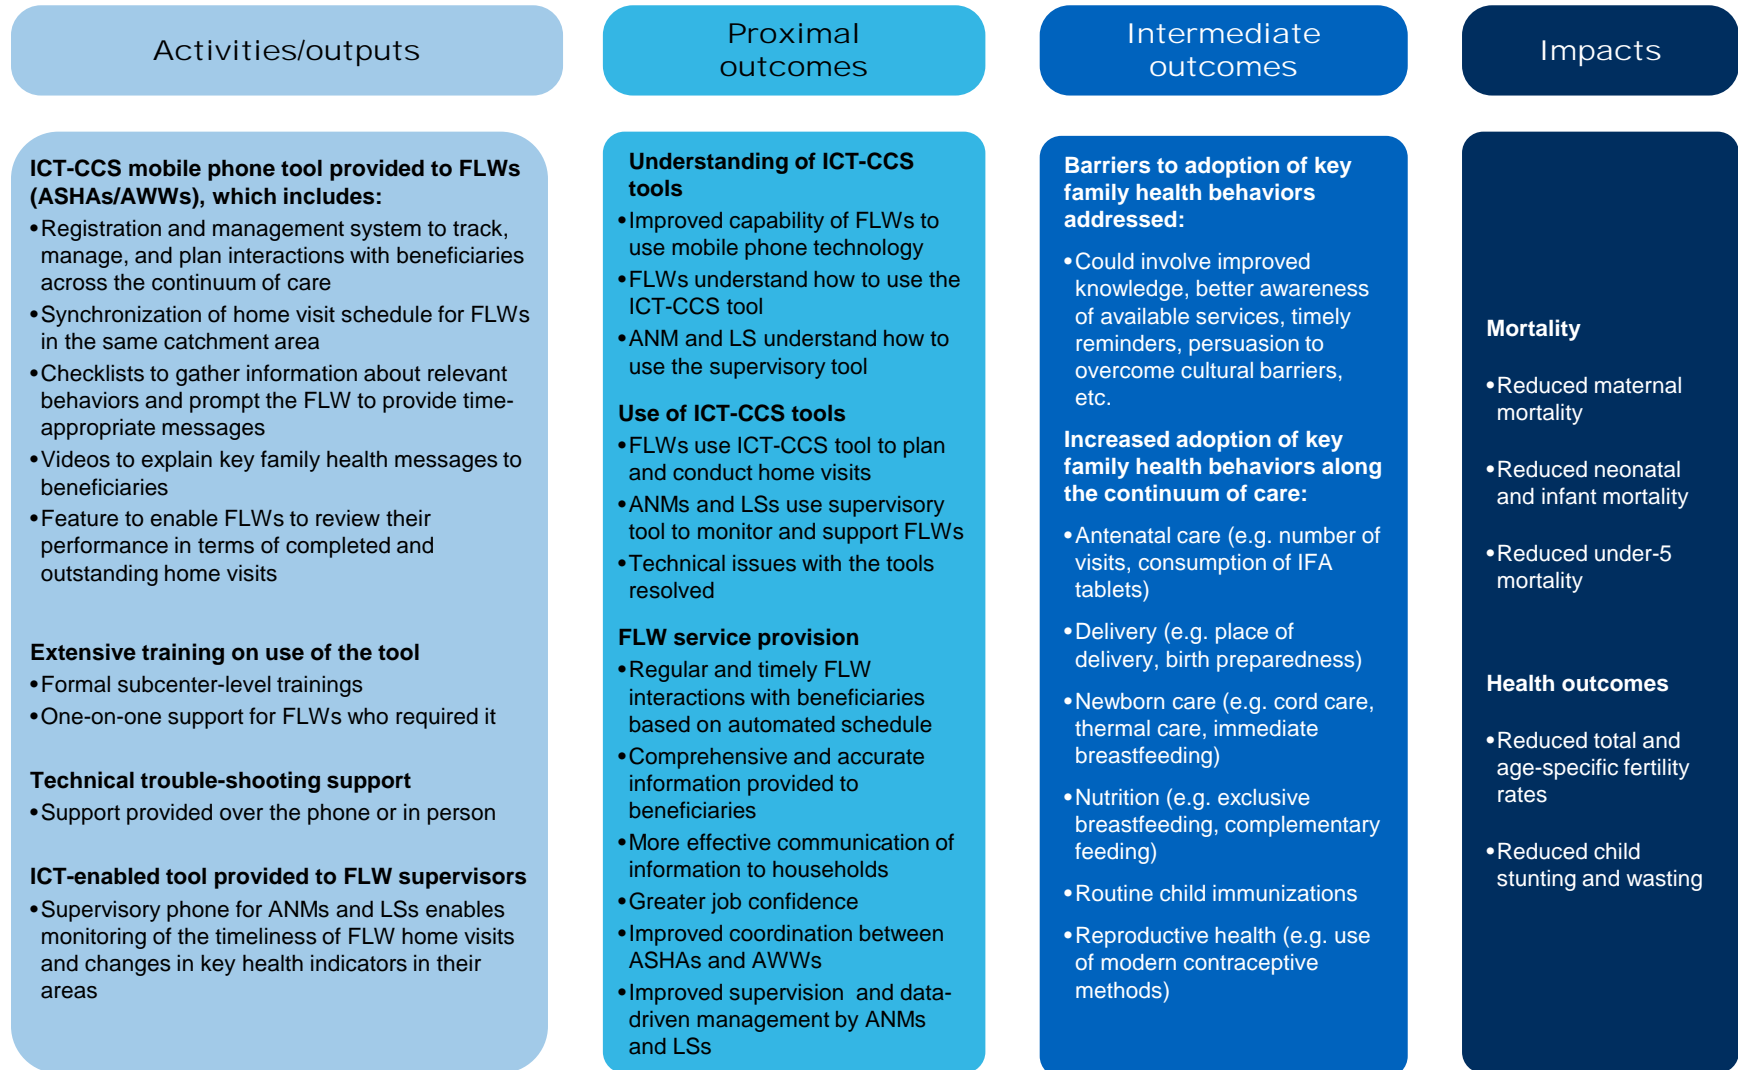 Activities/outputs
Proximal
outcomes
Intermediate
outcomes
Impacts
ICT-CCS mobile phone tool provided to FLWs
(ASHAs/AWWs), which includes:
•Registration and management system to track,
manage, and plan interactions with beneficiaries
across the continuum of care
•Synchronization of home visit schedule for FLWs
in the same catchment area
•Checklists to gather information about relevant
behaviors and prompt the FLW to provide time-
appropriate messages
•Videos to explain key family health messages to
beneficiaries
•Feature to enable FLWs to review their
performance in terms of completed and
outstanding home visits
Extensive training on use of the tool
•Formal subcenter-level trainings
•One-on-one support for FLWs who required it
Technical trouble-shooting support
•Support provided over the phone or in person
ICT-enabled tool provided to FLW supervisors
•Supervisory phone for ANMs and LSs enables
monitoring of the timeliness of FLW home visits
and changes in key health indicators in their
areas
Understanding of ICT-CCS
tools
•Improved capability of FLWs to
use mobile phone technology
•FLWs understand how to use the
ICT-CCS tool
•ANM and LS understand how to
use the supervisory tool
Use of ICT-CCS tools
•FLWs use ICT-CCS tool to plan
and conduct home visits
•ANMs and LSs use supervisory
tool to monitor and support FLWs
•Technical issues with the tools
resolved
FLW service provision
•Regular and timely FLW
interactions with beneficiaries
based on automated schedule
•Comprehensive and accurate
information provided to
beneficiaries
•More effective communication of
information to households
•Greater job confidence
•Improved coordination between
ASHAs and AWWs
•Improved supervision and data-
driven management by ANMs
and LSs
Barriers to adoption of key
family health behaviors
addressed:
•Could involve improved
knowledge, better awareness
of available services, timely
reminders, persuasion to
overcome cultural barriers,
etc.
Increased adoption of key
family health behaviors along
the continuum of care:
•Antenatal care (e.g. number of
visits, consumption of IFA
tablets)
•Delivery (e.g. place of
delivery, birth preparedness)
•Newborn care (e.g. cord care,
thermal care, immediate
breastfeeding)
•Nutrition (e.g. exclusive
breastfeeding, complementary
feeding)
•Routine child immunizations
•Reproductive health (e.g. use
of modern contraceptive
methods)
Mortality
•Reduced maternal
mortality
•Reduced neonatal
and infant mortality
•Reduced under-5
mortality
Health outcomes
•Reduced total and
age-specific fertility
rates
•Reduced child
stunting and wasting